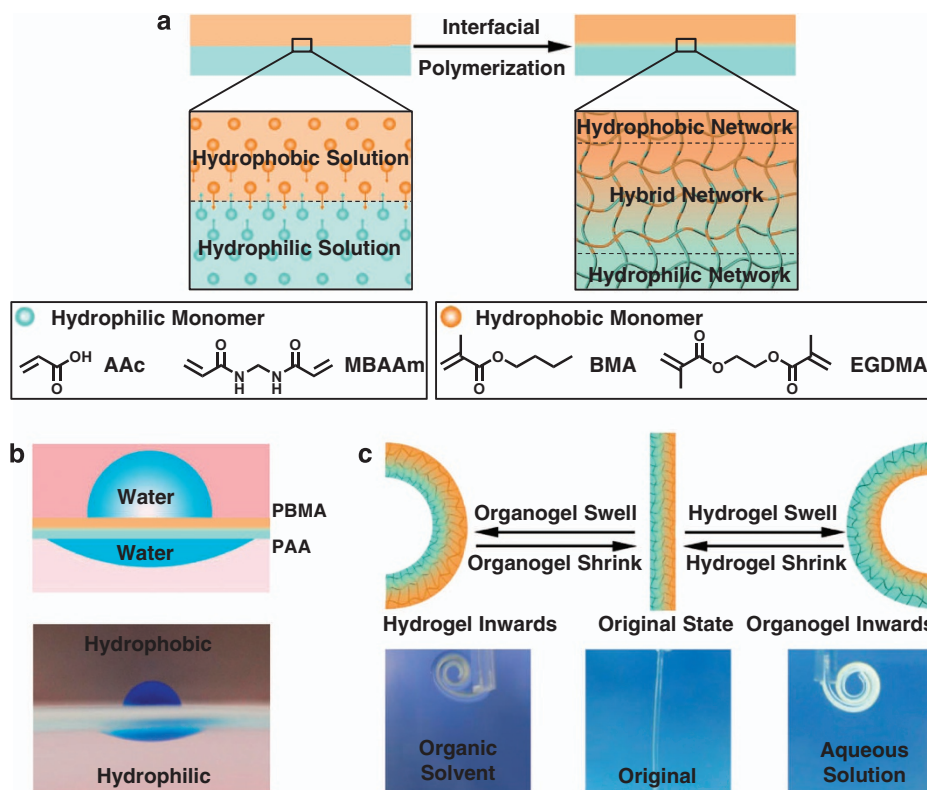 a
Interfacial
Polymerization
Hydrophobic Solution
Hydrophilic Solution
Hydrophobic Network
Hybrid Network
Hydrophilic Network
Hydrophilic Monomer
OH
O
AAc
O
O
N
H
N
H
MBAAm
Hydrophobic Monomer
O
O
BMA
O
O
O
O
EGDMA
b
Water
PBMA
Water
PAA
Hydrophobic
Hydrophilic
c
Organogel Swell
Organogel Shrink
Hydrogel Swell
Hydrogel Shrink
Hydrogel Inwards
Original State
Organogel Inwards
Organic
Solvent
Original
Aqueous
Solution